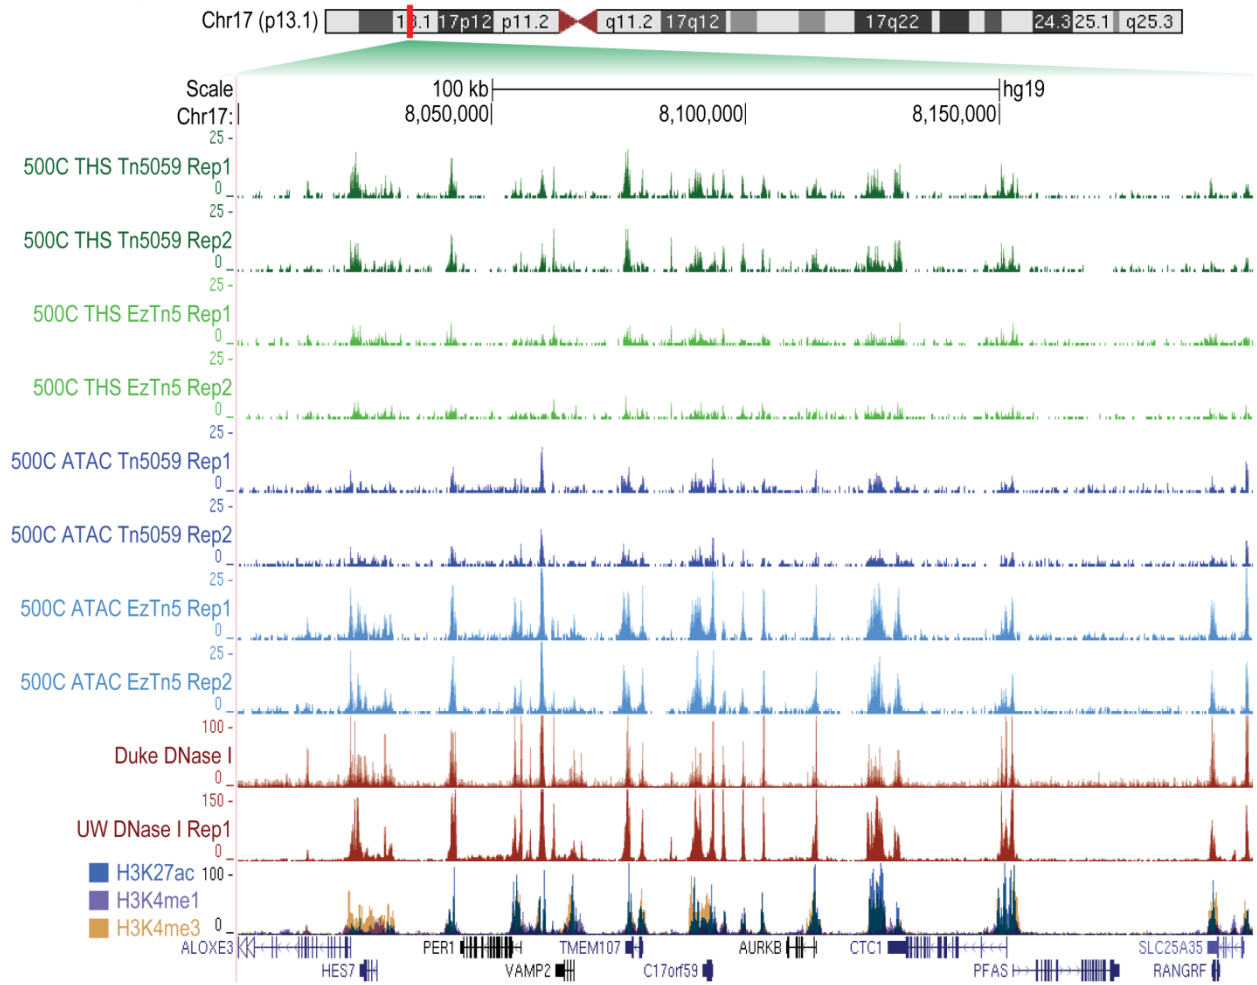 Chr17 (p13.1) 13.1 17p12 p11.2 q11.2 17q12 17q22 24.3 25.1 q25.3
Scale 100 kb hg19
Chr17: 8,050,000 8,100,000 8,150,000
25
500C THS Tn5059 Rep1
0
25
500C THS Tn5059 Rep2
0
25
500C THS EzTn5 Rep1
0
25
500C THS EzTn5 Rep2
0
25
500C ATAC Tn5059 Rep1
0
25
500C ATAC Tn5059 Rep2
0
25
500C ATAC EzTn5 Rep1
0
25
500C ATAC EzTn5 Rep2
0
100
Duke DNase I
0
150
UW DNase I Rep1
0
H3K27ac 100
H3K4me1
H3K4me3 0
ALOXE3 PER1 TMEM107 AURKB CTC1 SLC25A35
HES7 VAMP2 C17orf59 PFAS RANGRF